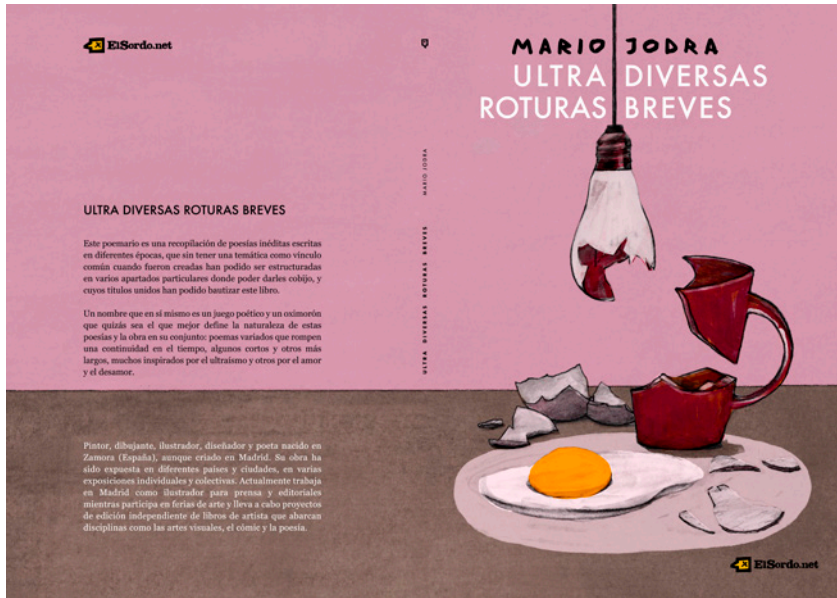 ElSordo.net
ULTRA DIVERSAS ROTURAS BREVES
Este poemario es una recopilación de poesías inéditas escritas
en diferentes épocas, que sin tener una temática como vínculo
común cuando fueron creadas han podido ser estructuradas
en varios apartados particulares donde poder darles cobijo, y
cuyos títulos unidos han podido bautizar este libro.
Un nombre que en sí mismo es un juego poético y un oximorón
que quizás sea el que mejor define la naturaleza de estas
poesías y la obra en su conjunto: poemas variados que rompen
una continuidad en el tiempo, algunos cortos y otros más
largos, muchos inspirados por el ultraísmo y otros por el amor
y el desamor.
Pintor, dibujante, ilustrador, diseñador y poeta nacido en
Zamora (España), aunque criado en Madrid. Su obra ha
sido expuesta en diferentes países y ciudades, en varias
exposiciones individuales y colectivas. Actualmente trabaja
en Madrid como ilustrador para prensa y editoriales
mientras participa en ferias de arte y lleva a cabo proyectos
de edición independiente de libros de artista que abarcan
disciplinas como las artes visuales, el cómic y la poesía.
MARIO JODRA
ULTRA DIVERSAS ROTURAS BREVES
MARIO JODRA
ULTRA DIVERSAS
ROTURAS BREVES
ElSordo.net